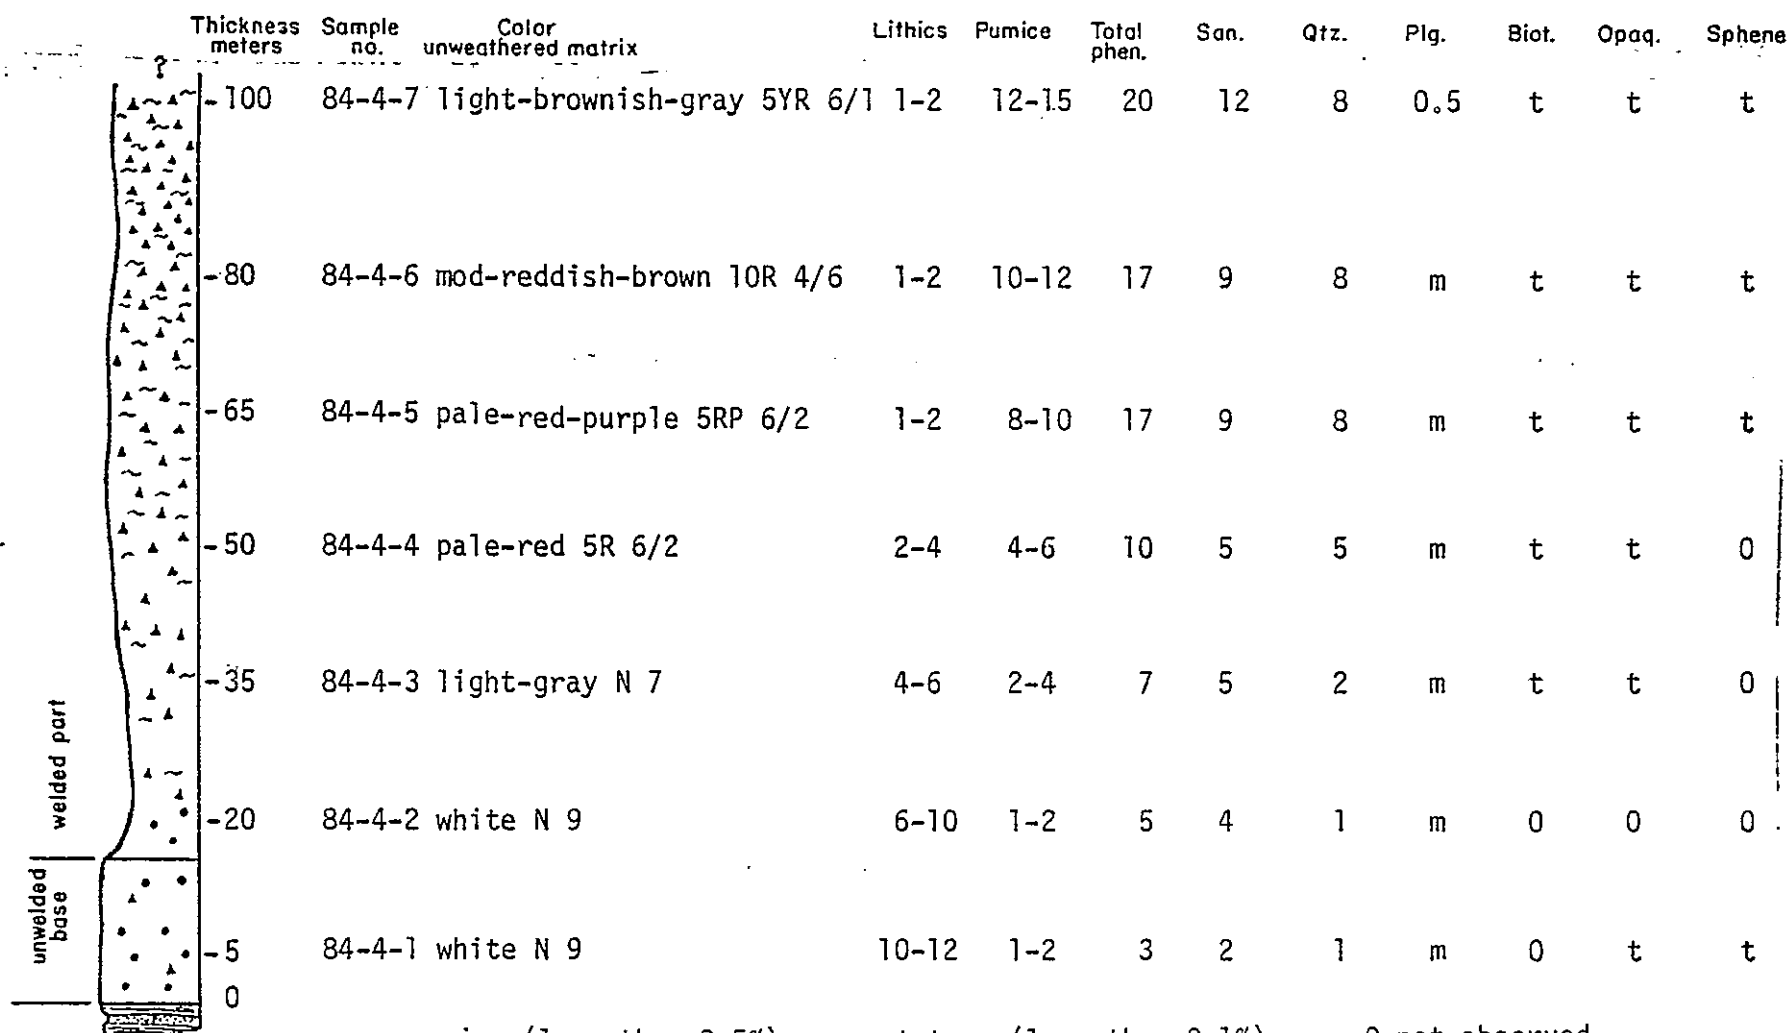 Thickness meters Sample no. Color unweathered matrix Lithics Pumice Total phen. San. Qtz. Plg. Biot. Opaq. Sphene
?
-100 84-4-7 light-brownish-gray 5YR 6/1 1-2 12-15 20 12 8 0.5 t t t
-80 84-4-6 mod-reddish-brown 10R 4/6 1-2 10-12 17 9 8 m t t t
-65 84-4-5 pale-red-purple 5RP 6/2 1-2 8-10 17 9 8 m t t t
-50 84-4-4 pale-red 5R 6/2 2-4 4-6 10 5 5 m t t 0
-35 84-4-3 light-gray N 7 4-6 2-4 7 5 2 m t t 0
welded part
-20 84-4-2 white N 9 6-10 1-2 5 4 1 m 0 0 0
unwelded base
-5 84-4-1 white N 9 10-12 1-2 3 2 1 m 0 t t
0
0 not observed